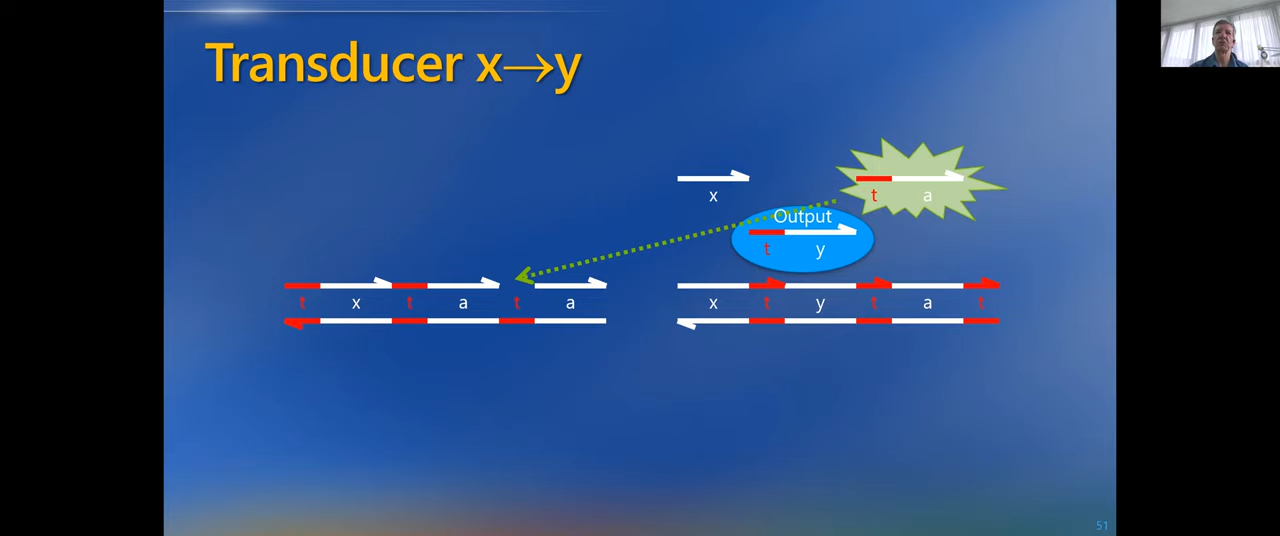 Transducer x→y
x
t a
Output
t y
t x t a t a
x t y t a t
51